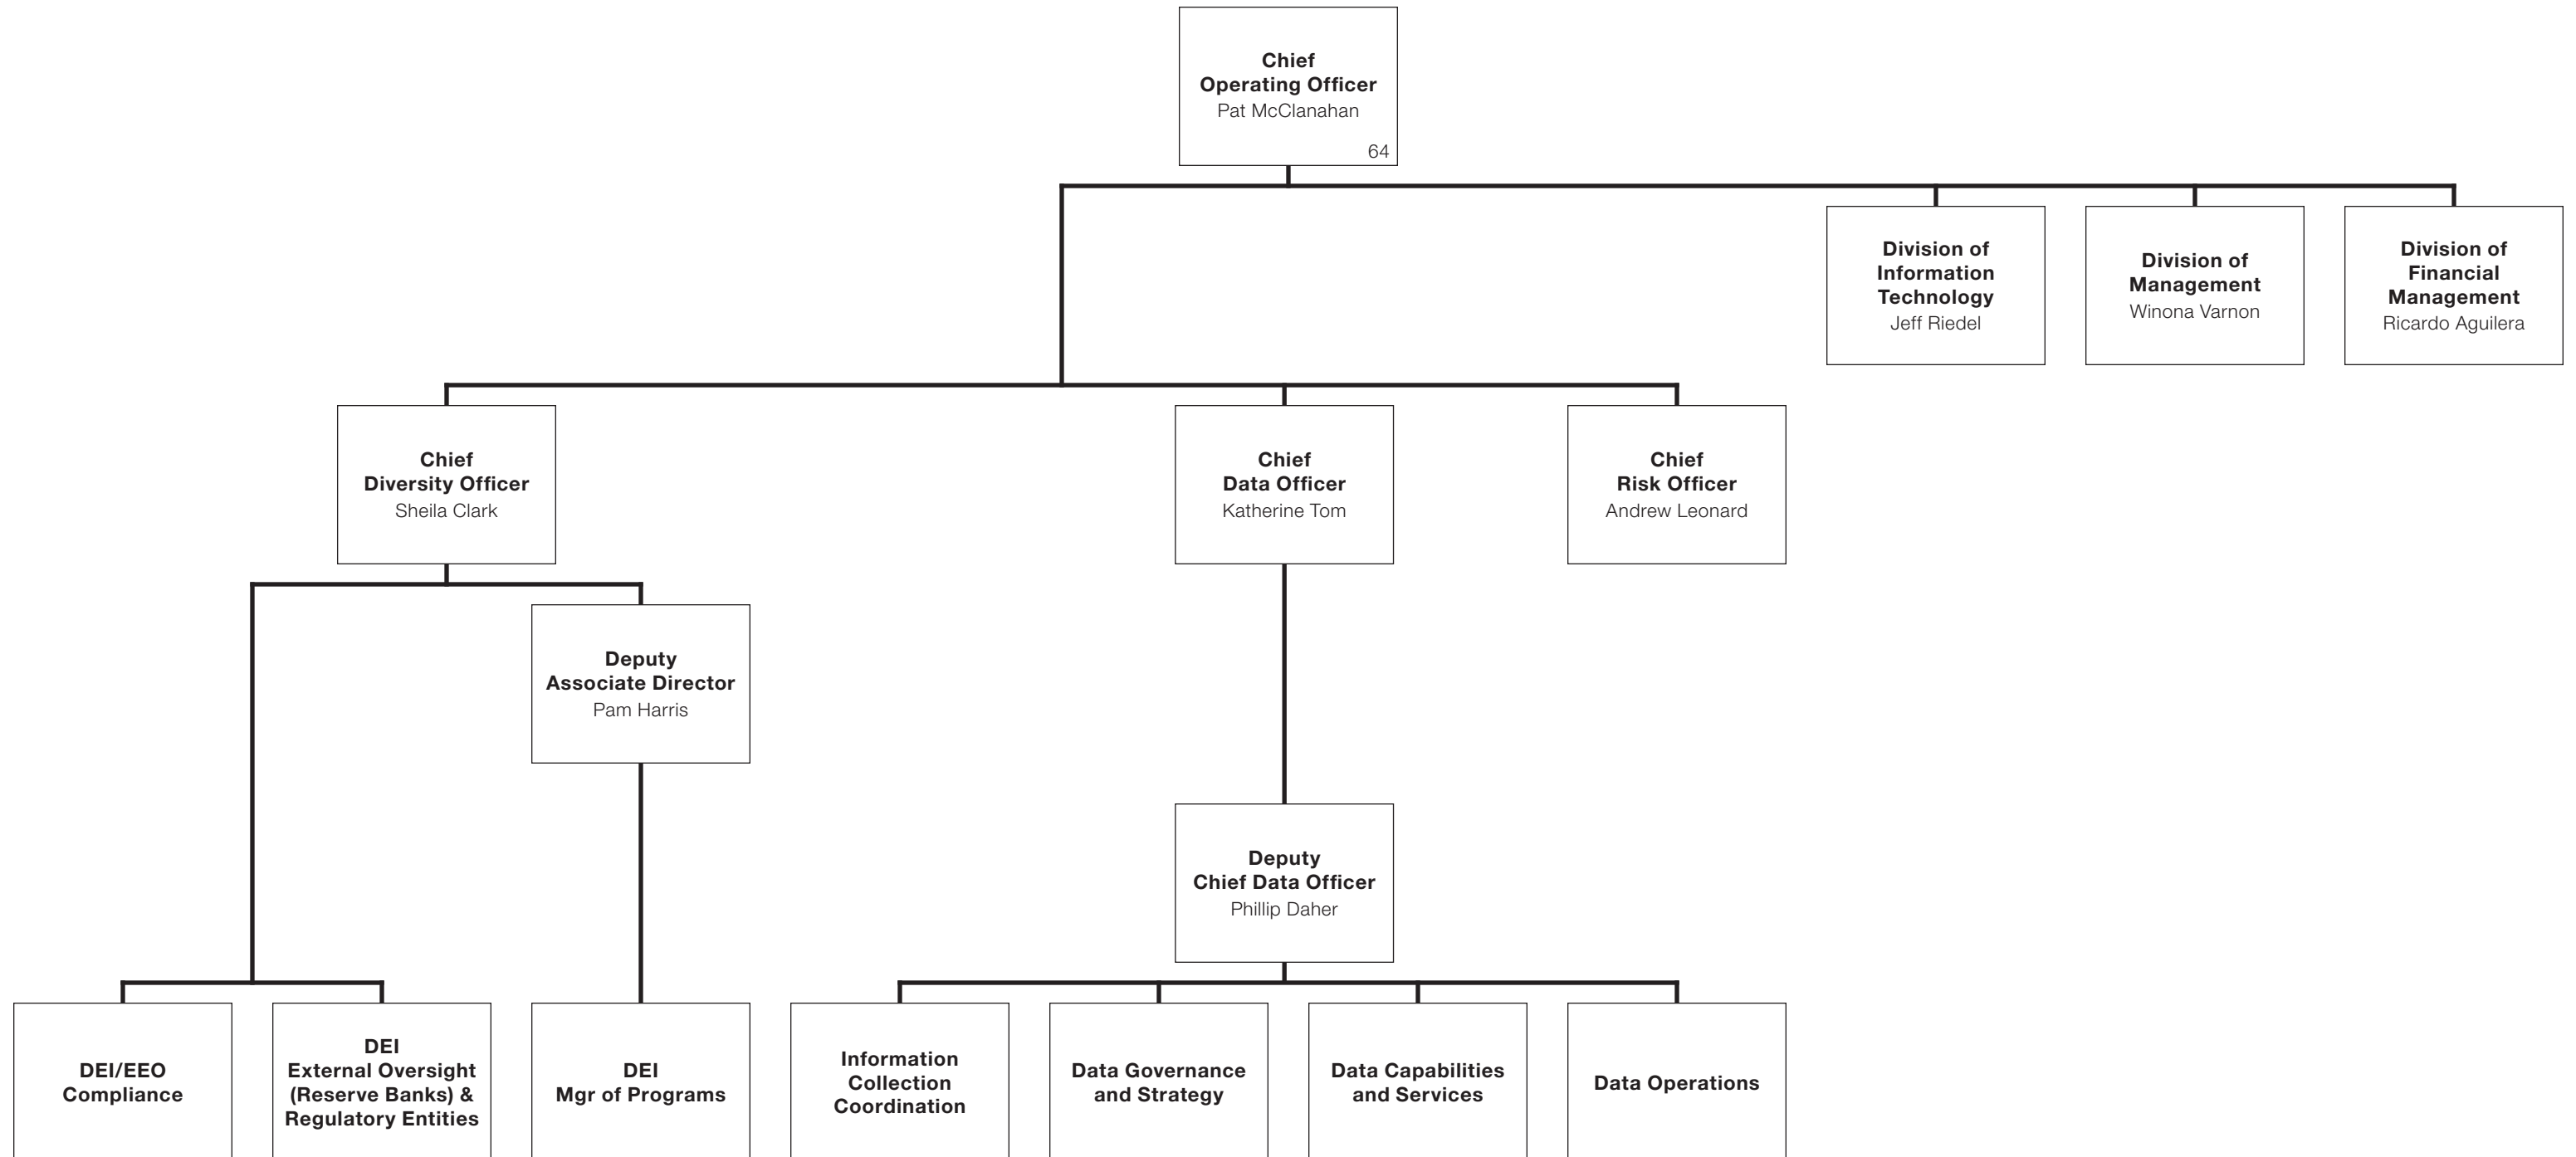 Chief
Operating Officer
Pat McClanahan
64
Division of
Information
Technology
Jeff Riedel
Division of
Management
Winona Varnon
Division of
Financial
Management
Ricardo Aguilera
Chief
Diversity Officer
Sheila Clark
Chief
Data Officer
Katherine Tom
Chief
Risk Officer
Andrew Leonard
Deputy
Associate Director
Pam Harris
Deputy
Chief Data Officer
Phillip Daher
DEI/EEO
Compliance
DEI
External Oversight
(Reserve Banks) &
Regulatory Entities
DEI
Mgr of Programs
Information
Collection
Coordination
Data Governance
and Strategy
Data Capabilities
and Services
Data Operations